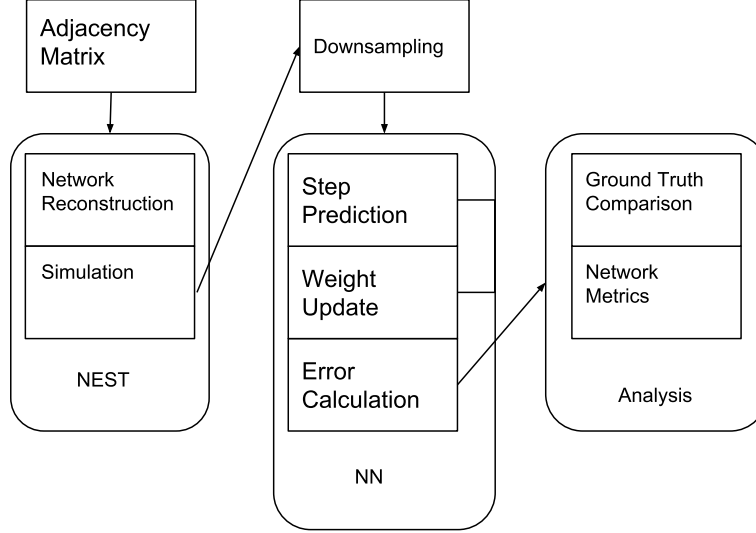 Adjacency
Matrix
Downsampling
Network
Reconstruction
Simulation
NEST
Step
Prediction
Weight
Update
Error
Calculation
NN
Ground Truth
Comparison
Network
Metrics
Analysis